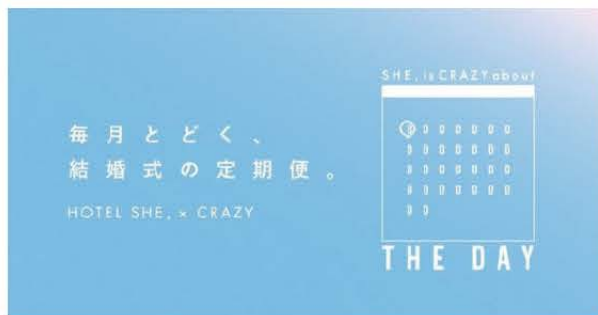 毎月とどく、
結婚式の定期便。
HOTEL SHE, × CRAZY
SHE, is CRAZY about
THE DAY